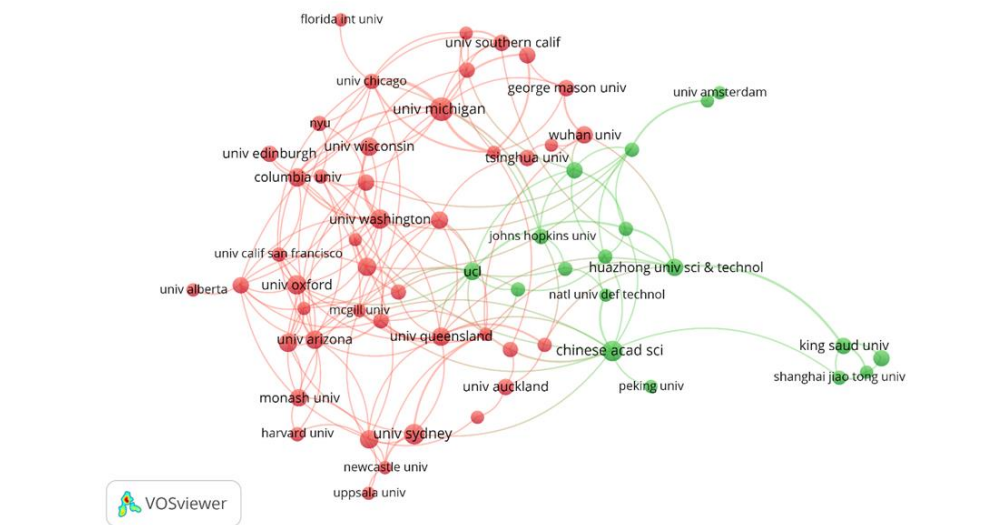 florida int univ
univ southern calif
univ chicago
george mason univ
univ amsterdam
univ michigan
nyu
wuhan univ
univ edinburgh
univ wisconsin
tsinghua univ
columbia univ
univ washington
johns hopkins univ
univ calif san francisco
ucl
huazhong univ sci & technol
univ alberta
univ oxford
natl univ def technol
mcgill univ
univ arizona
univ queensland
king saud univ
chinese acad sci
shanghai jiao tong univ
univ auckland
peking univ
monash univ
harvard univ
univ sydney
newcastle univ
uppsala univ
VOSviewer